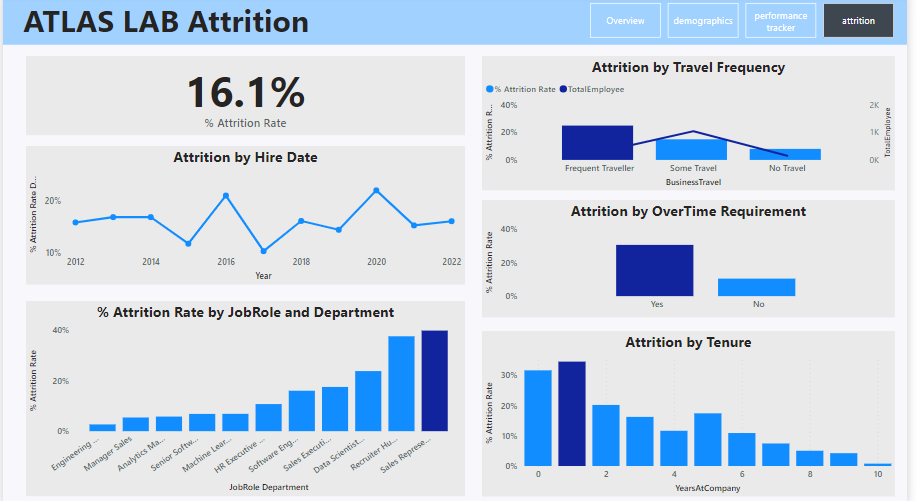 ATLAS LAB Attrition
Overview
demographics
performance
tracker
attrition
16.1%
% Attrition Rate
Attrition by Hire Date
% Attrition Rate D...
20%
10%
2012
2014
2016
2018
2020
2022
Year
% Attrition Rate by JobRole and Department
% Attrition Rate
40%
20%
0%
Engineering ...
Manager Sales
Analytics Ma...
Senior Softw...
Machine Lear...
HR Executive ...
Software Eng...
Sales Executi...
Data Scientist...
Recruiter Hu...
Sales Represe...
JobRole Department
Attrition by Travel Frequency
% Attrition Rate
TotalEmployee
% Attrition R...
40%
20%
0%
2K
1K
0K
TotalEmployee
Frequent Traveller
Some Travel
No Travel
BusinessTravel
Attrition by OverTime Requirement
% Attrition Rate
40%
20%
0%
Yes
No
Attrition by Tenure
% Attrition Rate
30%
20%
10%
0%
0
2
4
6
8
10
YearsAtCompany